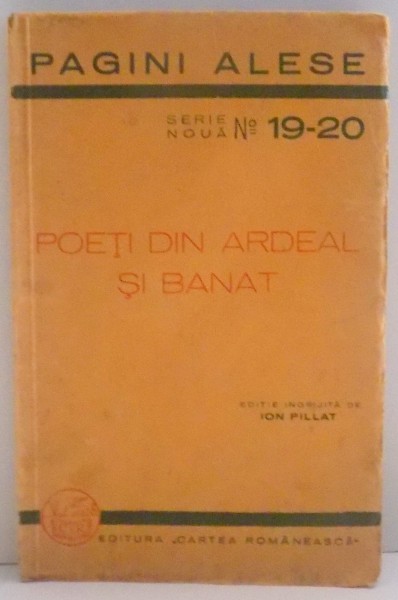 PAGINI ALESE
SERIE
NOUĂ Nº 19-20
POEȚI DIN ARDEAL
ȘI BANAT
EDIȚIE INGRIJITĂ DE
ION PILLAT
EDITURA „CARTEA ROMÂNEASCĂ"